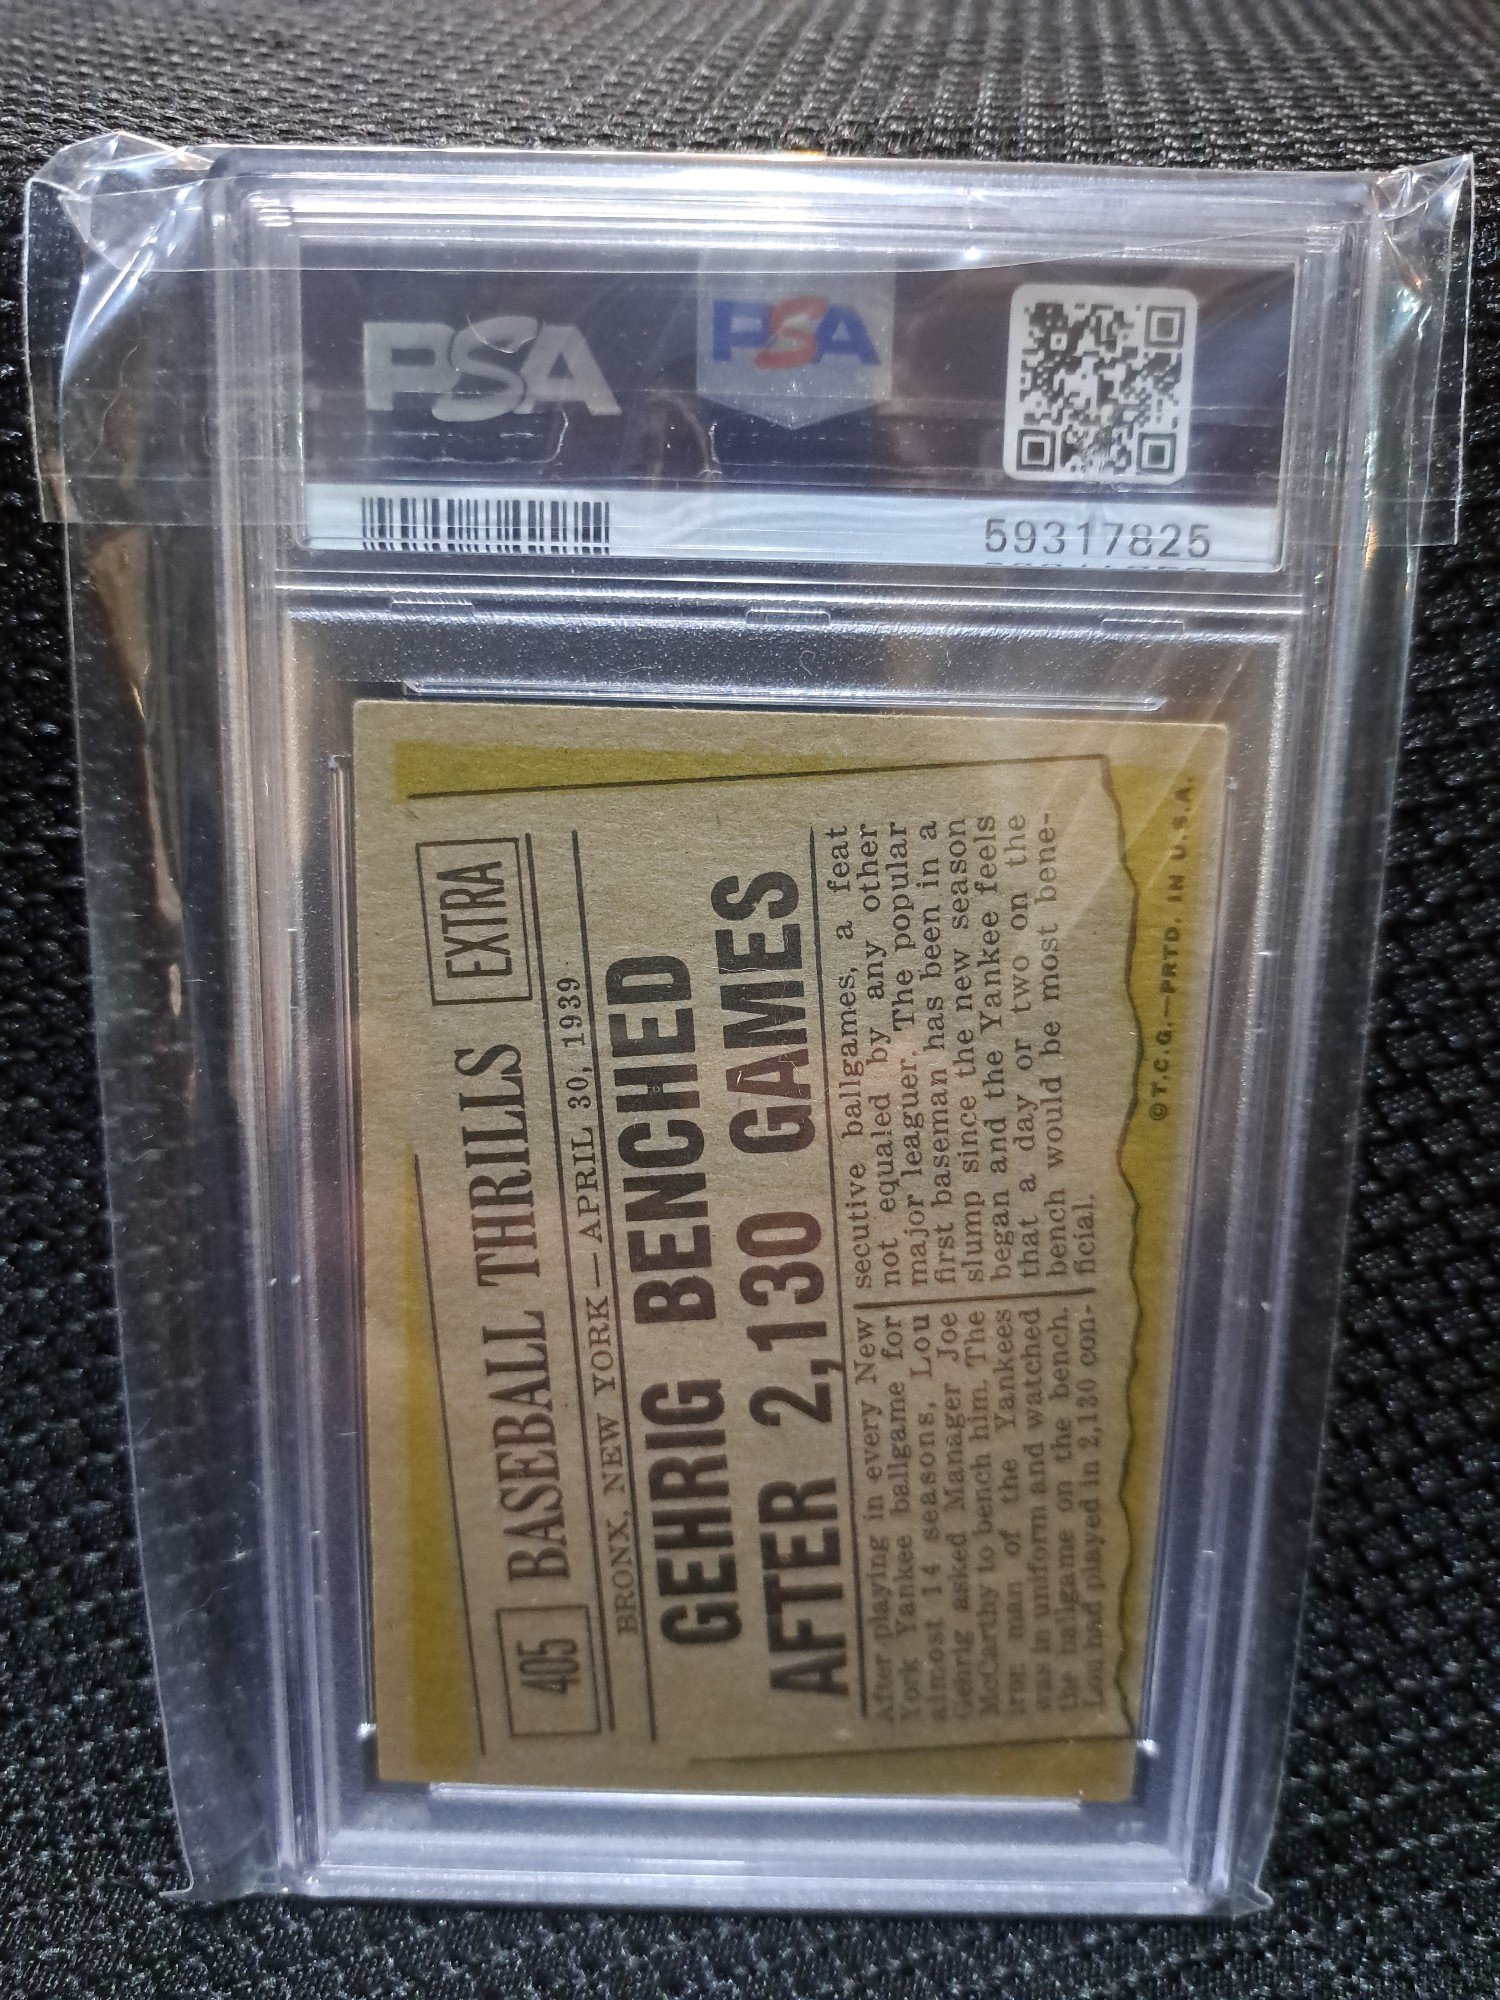 PSA
PSA
59317825
405
BASEBALL THRILLS
EXTRA
BRONX, NEW YORK—APRIL 30, 1939
GEHRIG BENCHED
AFTER 2,130 GAMES
After playing in every New
York Yankee ballgame for
almost 14 seasons, Lou
Gehrig asked Manager Joe
McCarthy to bench him. The
iron man of the Yankees
was in uniform and watched
the ballgame on the bench.
Lou had played in 2,130 con-
secutive ballgames, a feat
not equaled by any other
major leaguer. The popular
first baseman has been in a
slump since the new season
began and the Yankee feels
that a day or two on the
bench would be most bene-
ficial.
©T.C.G.—PRTD. IN U.S.A.